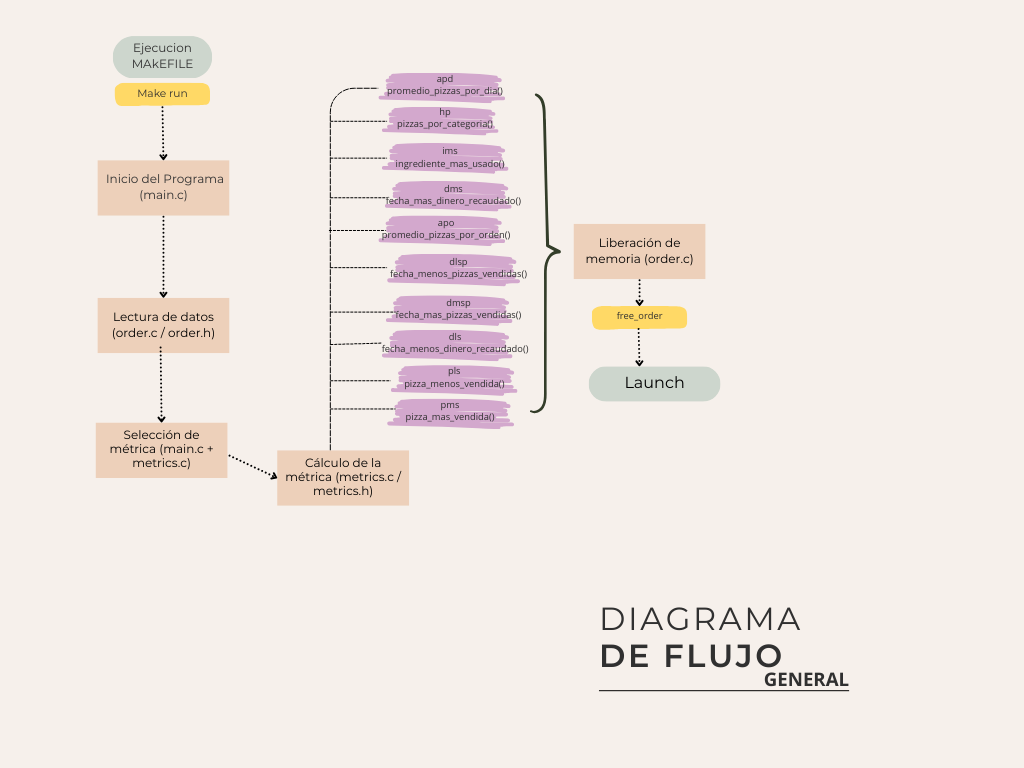 Ejecucion
MAkEFILE
Make run
Inicio del Programa
(main.c)
Lectura de datos
(order.c / order.h)
Selección de
métrica (main.c +
metrics.c)
Cálculo de la
métrica (metrics.c /
metrics.h)
apd
promedio_pizzas_por_dia()
hp
pizzas_por_categoria()
ims
ingrediente_mas_usado()
dms
fecha_mas_dinero_recaudado()
apo
promedio_pizzas_por_orden()
dlsp
fecha_menos_pizzas_vendidas()
dmsp
fecha_mas_pizzas_vendidas()
dls
fecha_menos_dinero_recaudado()
pls
pizza_menos_vendida()
pms
pizza_mas_vendida()
Liberación de
memoria (order.c)
free_order
Launch
DIAGRAMA
DE FLUJO
GENERAL